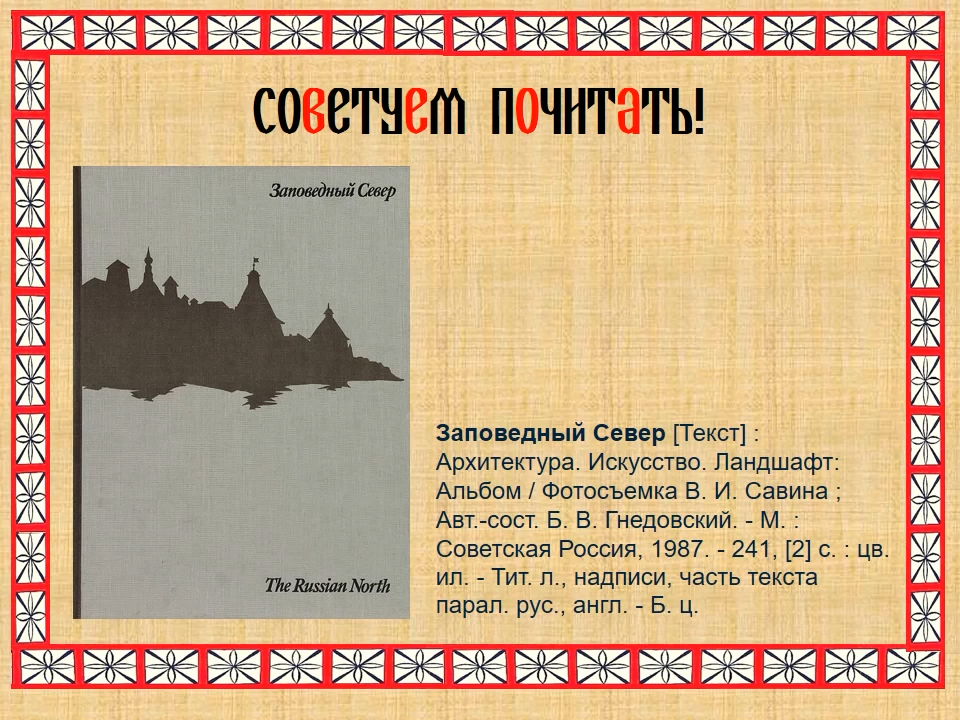 советуем почитать!
Заповедный Север
The Russian North
Заповедный Север [Текст] :
Архитектура. Искусство. Ландшафт:
Альбом / Фотосъемка В. И. Савина ;
Авт.-сост. Б. В. Гнедовский. - М. :
Советская Россия, 1987. - 241, [2] с. : цв.
ил. - Тит. л., надписи, часть текста
парал. рус., англ. - Б. ц.